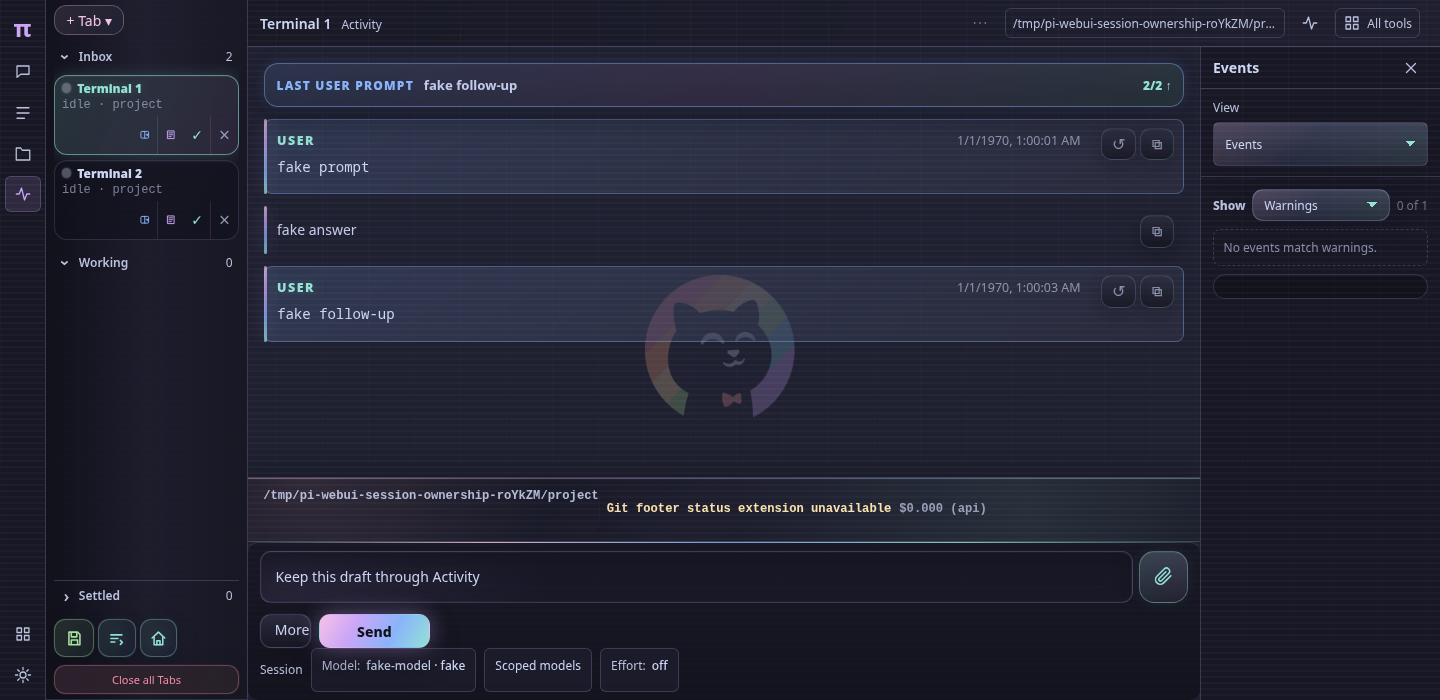 π
+ Tab ▾
Inbox 2
Terminal 1
idle · project
✓ ×
Terminal 2
idle · project
✓ ×
Working 0
Settled 0
Close all Tabs
Terminal 1 Activity
··· /tmp/pi-webui-session-ownership-roYkZM/pr... All tools
LAST USER PROMPT fake follow-up 2/2 ↑
USER 1/1/1970, 1:00:01 AM
fake prompt
fake answer
USER 1/1/1970, 1:00:03 AM
fake follow-up
/tmp/pi-webui-session-ownership-roYkZM/project
Git footer status extension unavailable $0.000 (api)
Keep this draft through Activity
More Send
Session Model: fake-model · fake Scoped models Effort: off
Events
View
Events
Show Warnings 0 of 1
No events match warnings.